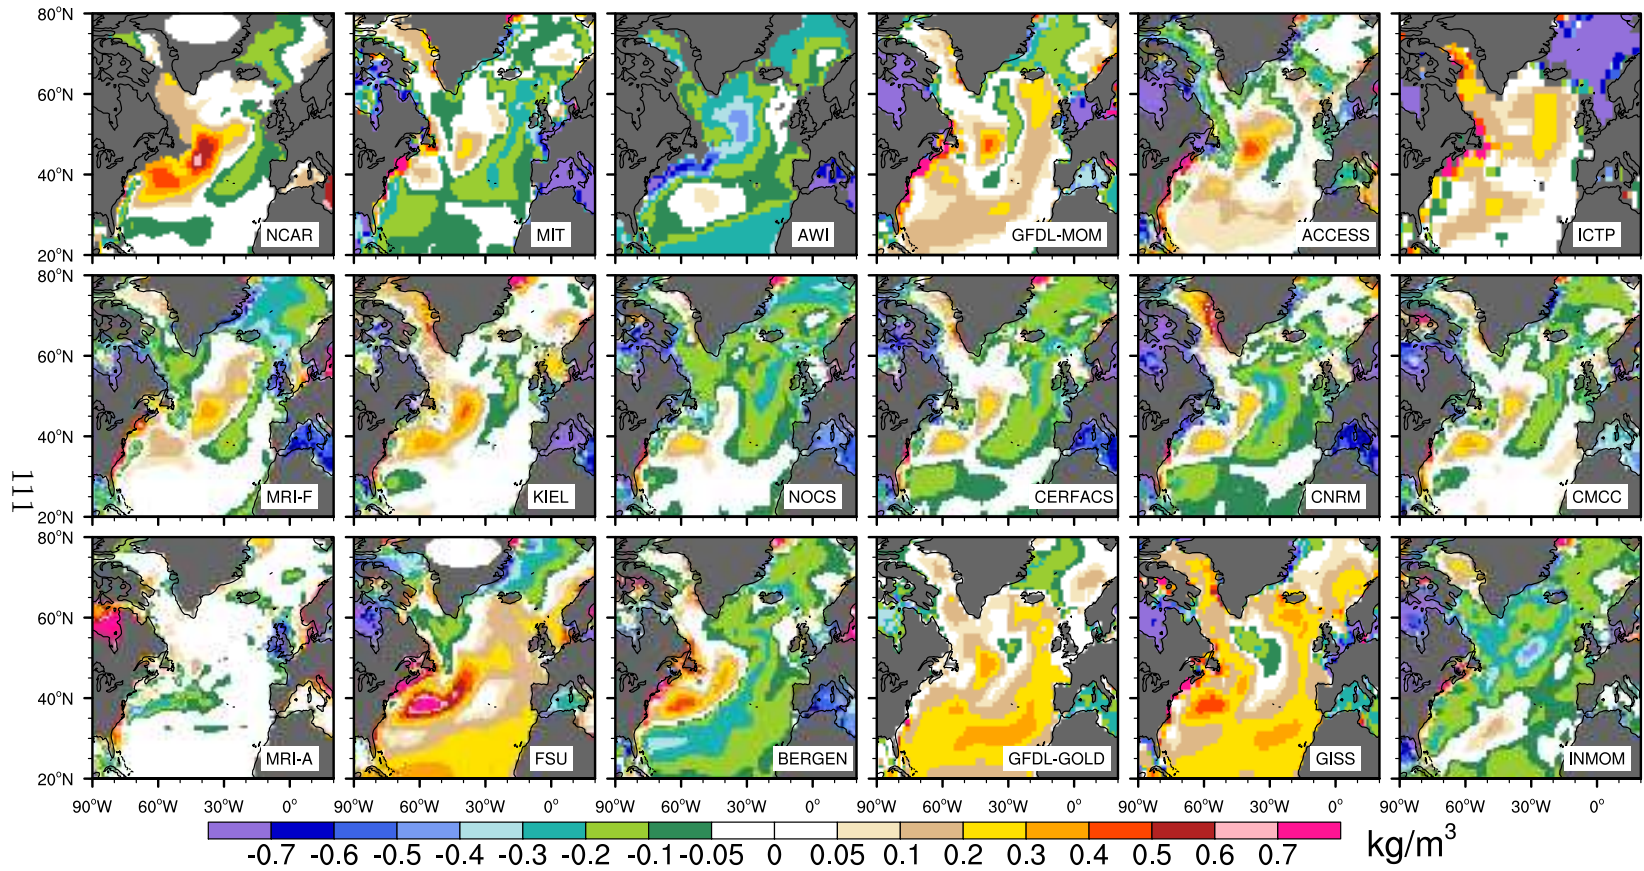 80°N
60°N
40°N
20°N
NCAR
MIT
AWI
GFDL-MOM
ACCESS
ICTP
80°N
60°N
40°N
20°N
MRI-F
KIEL
NOCS
CERFACS
CNRM
CMCC
111
80°N
60°N
40°N
20°N
MRI-A
FSU
BERGEN
GFDL-GOLD
GISS
INMOM
90°W 60°W 30°W 0° 90°W 60°W 30°W 0° 90°W 60°W 30°W 0° 90°W 60°W 30°W 0° 90°W 60°W 30°W 0° 90°W 60°W 30°W 0°
-0.7 -0.6 -0.5 -0.4 -0.3 -0.2 -0.1 -0.05 0 0.05 0.1 0.2 0.3 0.4 0.5 0.6 0.7 kg/m³